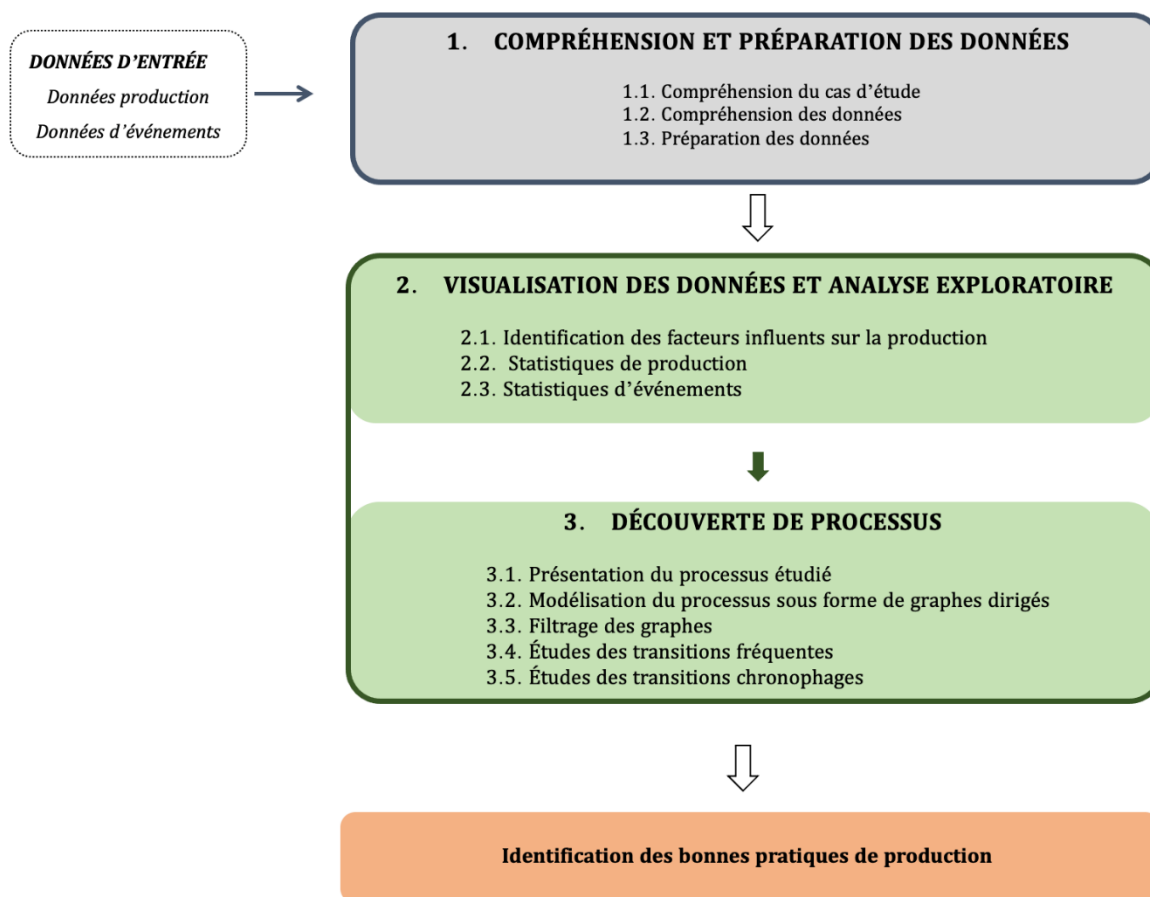 DONNÉES D’ENTRÉE
Données production
Données d’événements
1. COMPRÉHENSION ET PRÉPARATION DES DONNÉES
1.1. Compréhension du cas d’étude
1.2. Compréhension des données
1.3. Préparation des données
2. VISUALISATION DES DONNÉES ET ANALYSE EXPLORATOIRE
2.1. Identification des facteurs influents sur la production
2.2. Statistiques de production
2.3. Statistiques d’événements
3. DÉCOUVERTE DE PROCESSUS
3.1. Présentation du processus étudié
3.2. Modélisation du processus sous forme de graphes dirigés
3.3. Filtrage des graphes
3.4. Études des transitions fréquentes
3.5. Études des transitions chronophages
Identification des bonnes pratiques de production